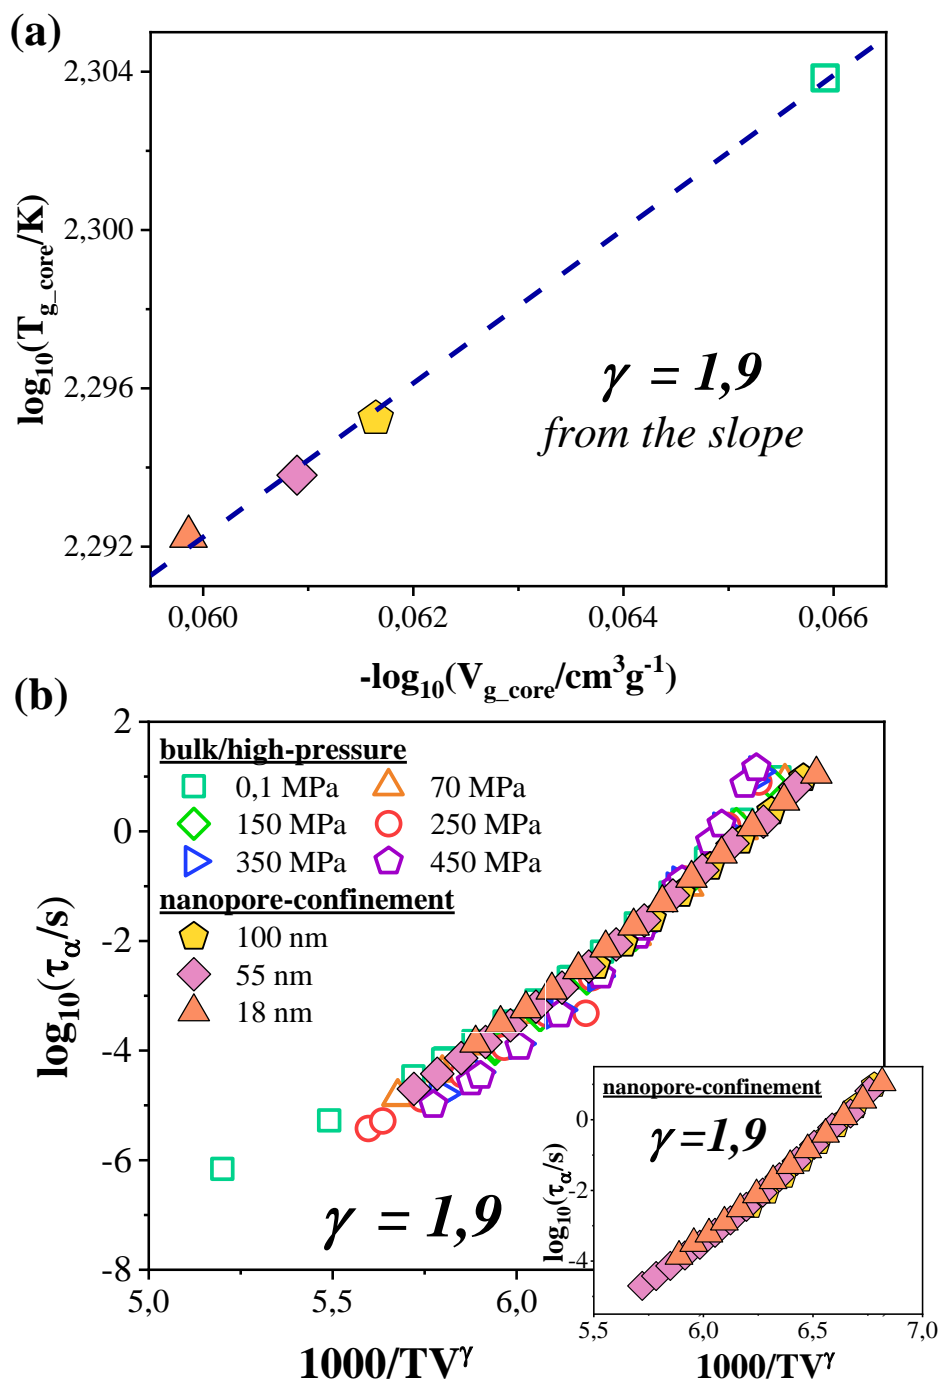 (a)
2,304
2,300
2,296
2,292
log10(Tg_core/K)
γ = 1,9
from the slope
0,060 0,062 0,064 0,066
-log10(Vg_core/cm³g⁻¹)
(b)
2
0
-2
-4
-6
-8
log10(τα/s)
bulk/high-pressure
0,1 MPa 70 MPa
150 MPa 250 MPa
350 MPa 450 MPa
nanopore-confinement
100 nm
55 nm
18 nm
γ = 1,9
5,0 5,5 6,0
1000/TVᵞ
nanopore-confinement
γ=1,9
log10(τα/s)
0
-2
-4
5,5 6,0 6,5 7,0
1000/TVᵞ